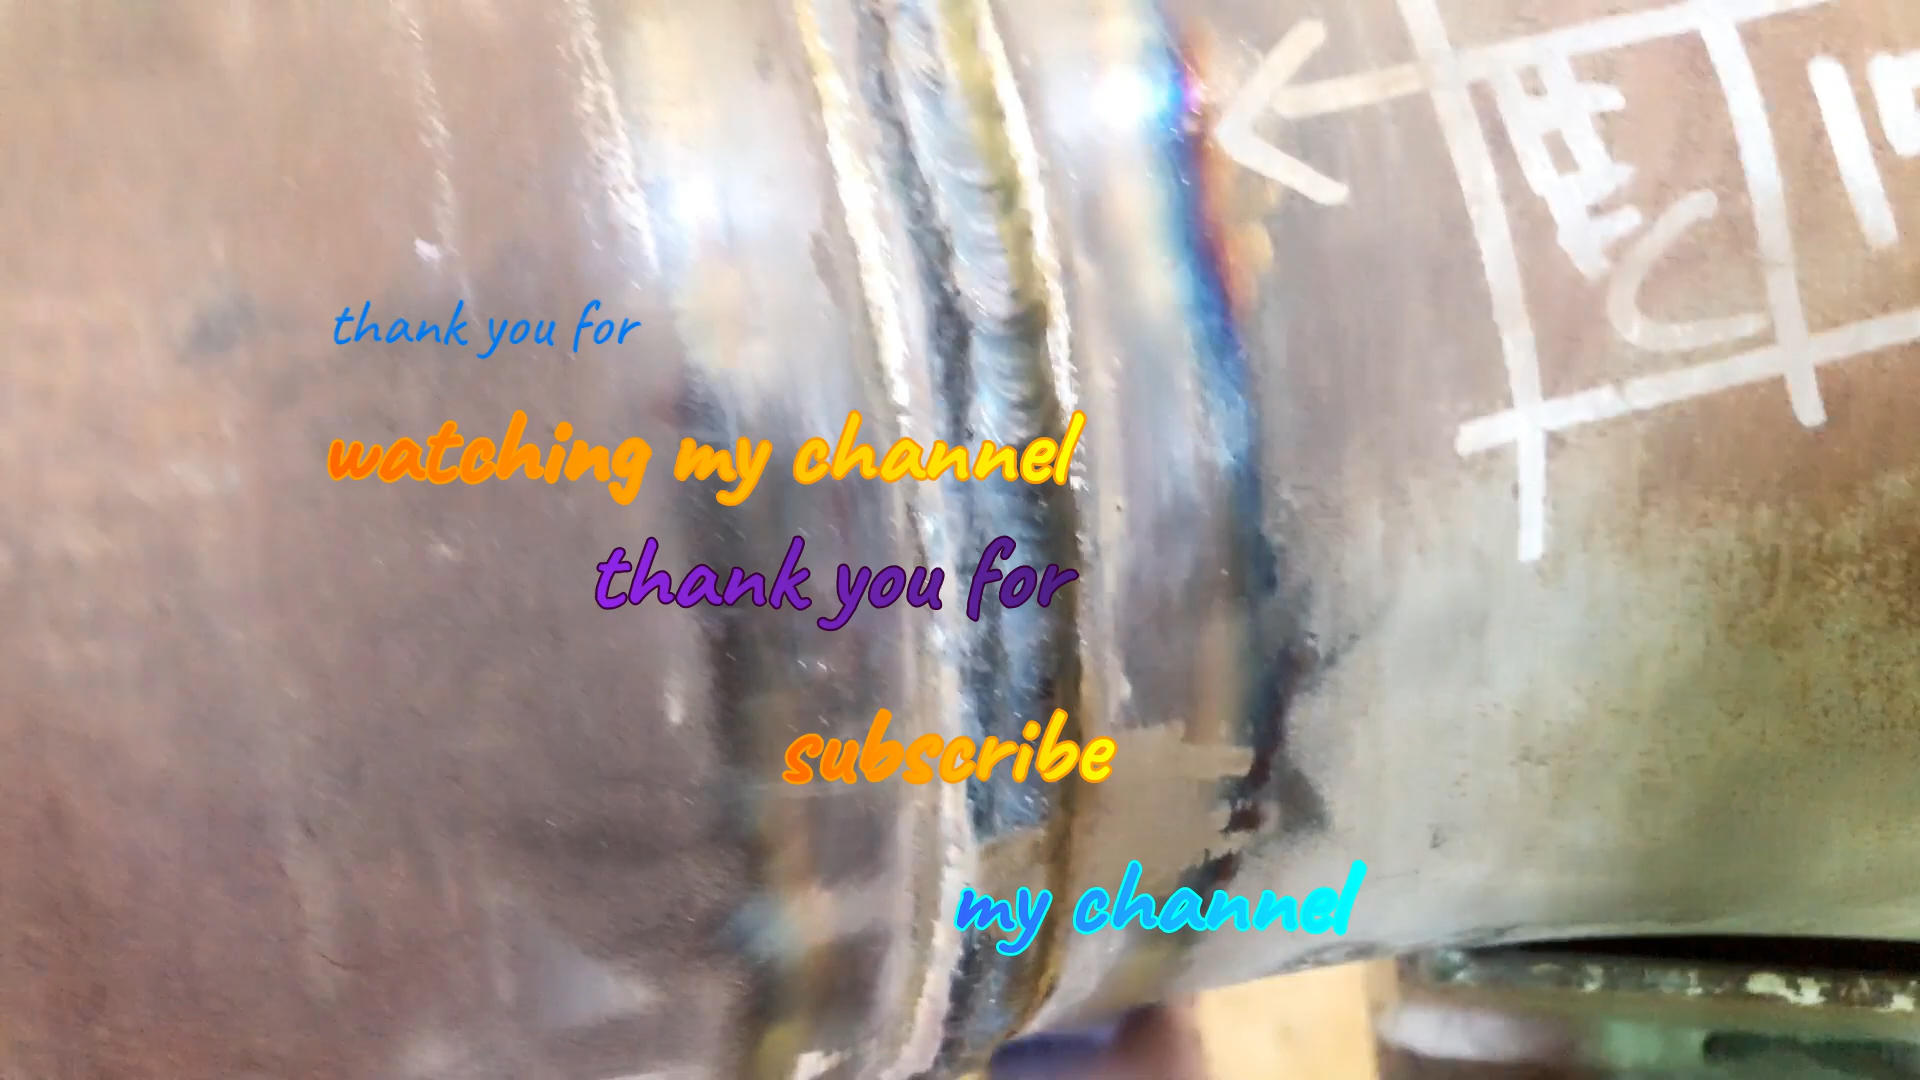 thank you for
watching my channel
thank you for
subscribe
my channel